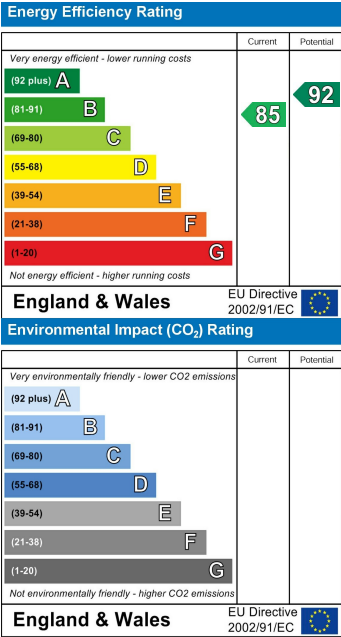 Energy Efficiency Rating
Current Potential
Very energy efficient - lower running costs
(92 plus) A
92
(81-91) B
85
(69-80) C
(55-68) D
(39-54) E
(21-38) F
(1-20) G
Not energy efficient - higher running costs
England & Wales
EU Directive
2002/91/EC
Environmental Impact (CO₂) Rating
Current Potential
Very environmentally friendly - lower CO2 emissions
(92 plus) A
(81-91) B
(69-80) C
(55-68) D
(39-54) E
(21-38) F
(1-20) G
Not environmentally friendly - higher CO2 emissions
England & Wales
EU Directive
2002/91/EC